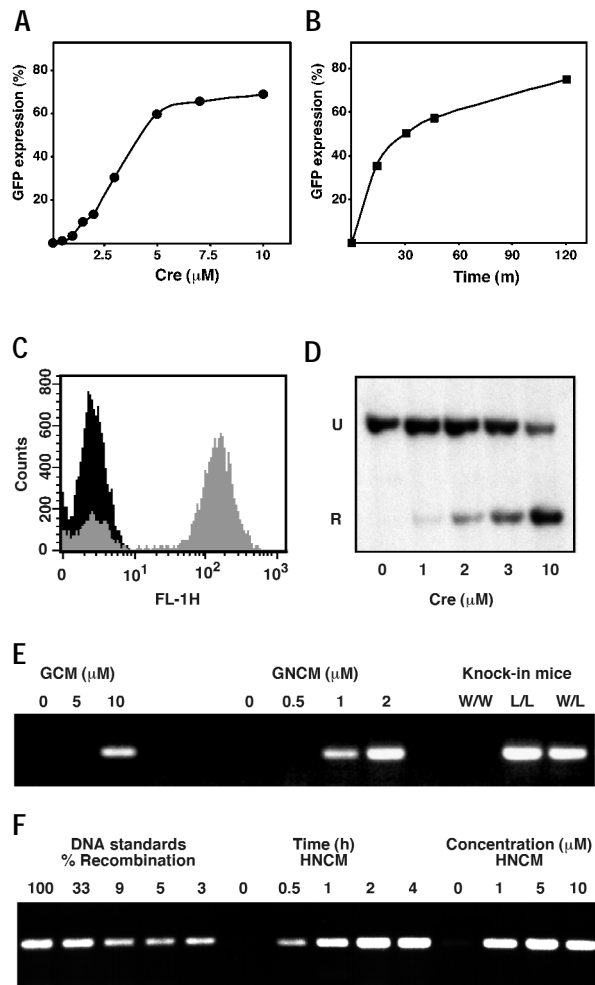 A
GFP expression (%)
80
60
40
20
2.5 5 7.5 10
Cre (μM)
B
GFP expression (%)
80
60
40
20
30 60 90 120
Time (m)
C
Counts
800
600
400
200
0
0 10¹ 10² 10³
FL-1H
D
U
R
0 1 2 3 10
Cre (μM)
E
GCM (μM) GNCM (μM) Knock-in mice
0 5 10 0 0.5 1 2 W/W L/L W/L
F
DNA standards Time (h) Concentration (μM)
% Recombination HNCM HNCM
100 33 9 5 3 0 0.5 1 2 4 0 1 5 10